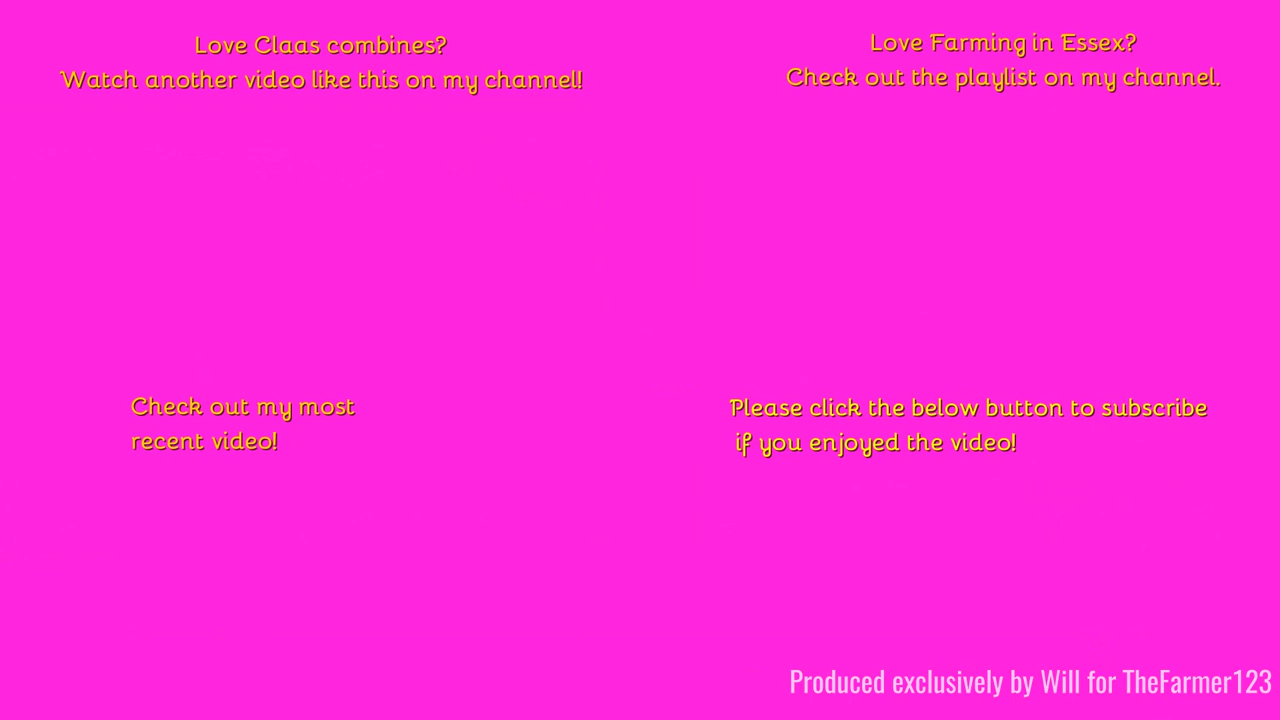 Love Claas combines?
Watch another video like this on my channel!
Love Farming in Essex?
Check out the playlist on my channel.
Check out my most
recent video!
Please click the below button to subscribe
if you enjoyed the video!
Produced exclusively by Will for TheFarmer123